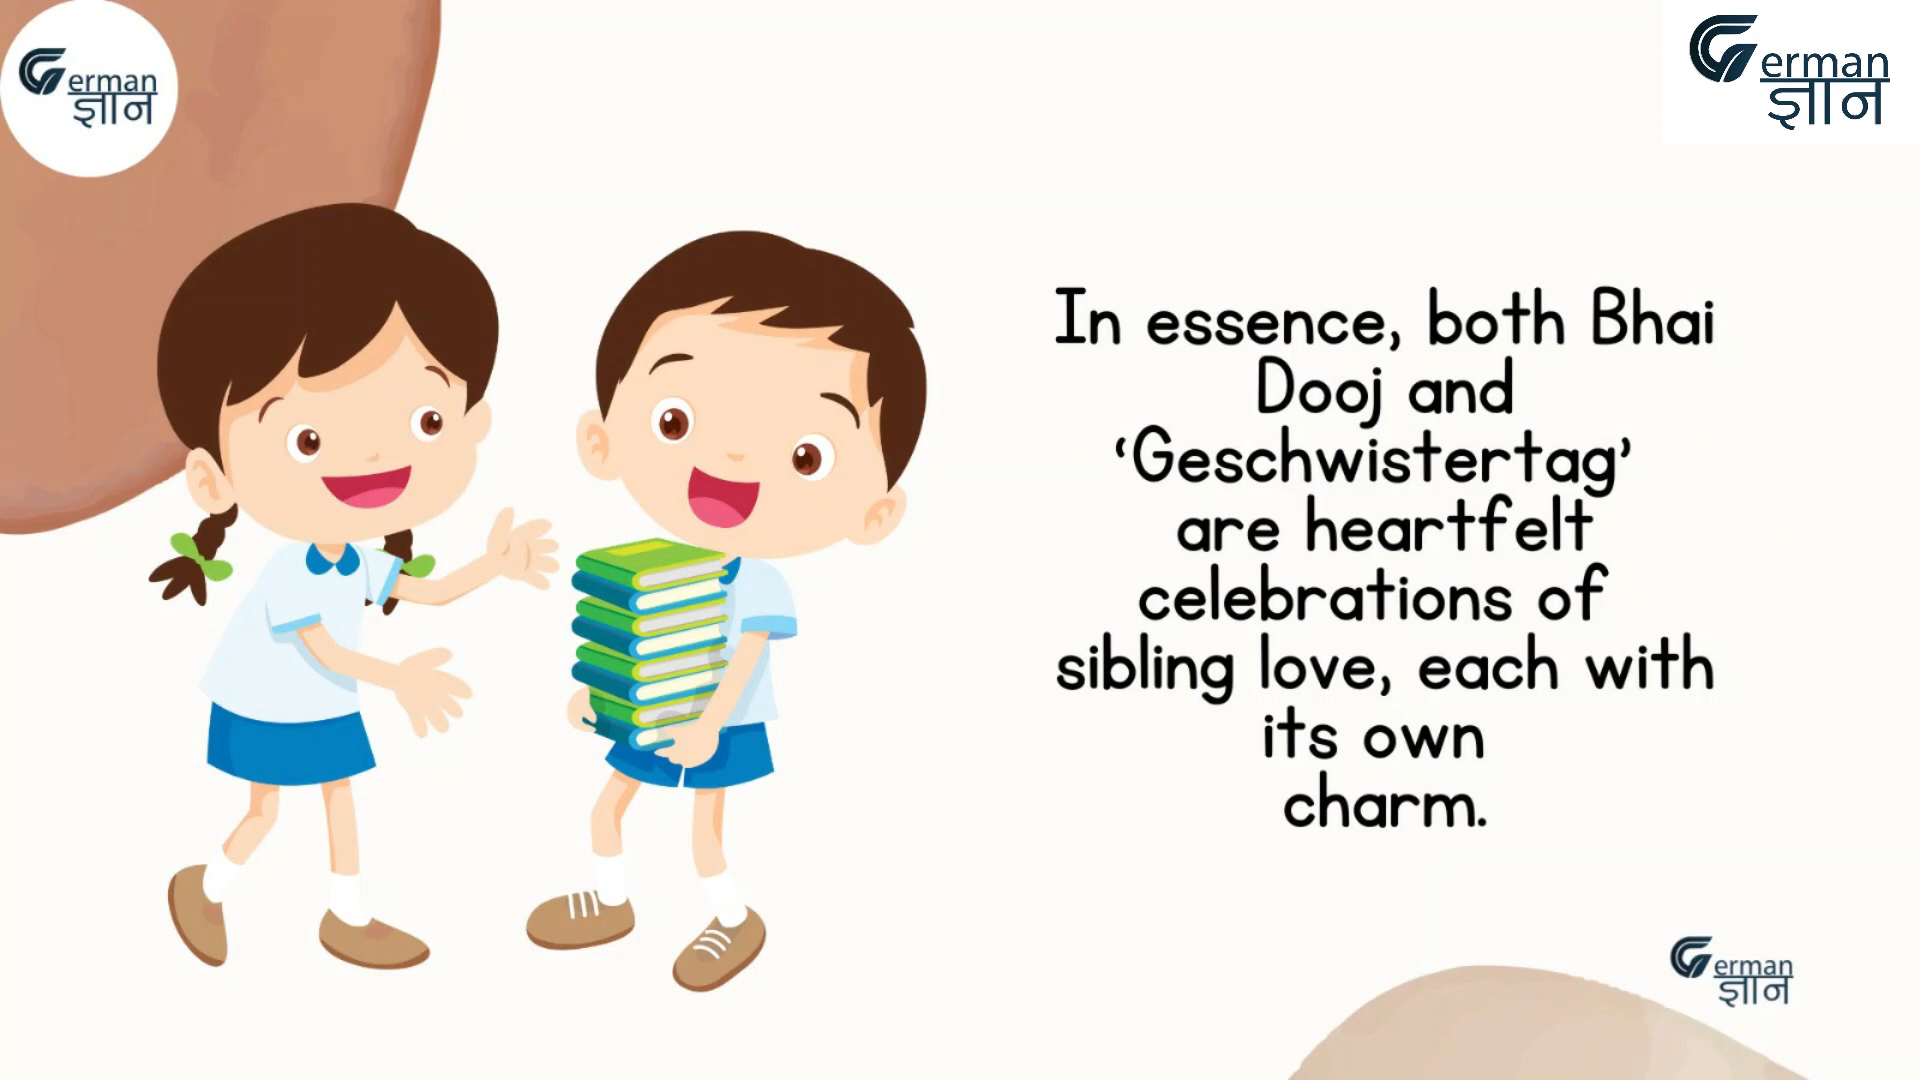 German
ज्ञान
German
ज्ञान
In essence, both Bhai
Dooj and
‘Geschwistertag’
are heartfelt
celebrations of
sibling love, each with
its own
charm.
German
ज्ञान